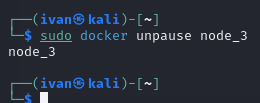 ┌──(ivan㉿kali)-[~]
└─$ sudo docker unpause node_3
node_3
┌──(ivan㉿kali)-[~]
└─$